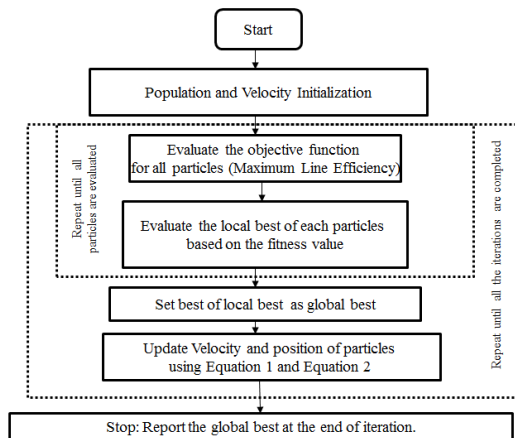 Start
Population and Velocity Initialization
Evaluate the objective function
for all particles (Maximum Line Efficiency)
Repeat until all
particles are evaluated
Evaluate the local best of each particles
based on the fitness value
Repeat until all the iterations are completed
Set best of local best as global best
Update Velocity and position of particles
using Equation 1 and Equation 2
Stop: Report the global best at the end of iteration.